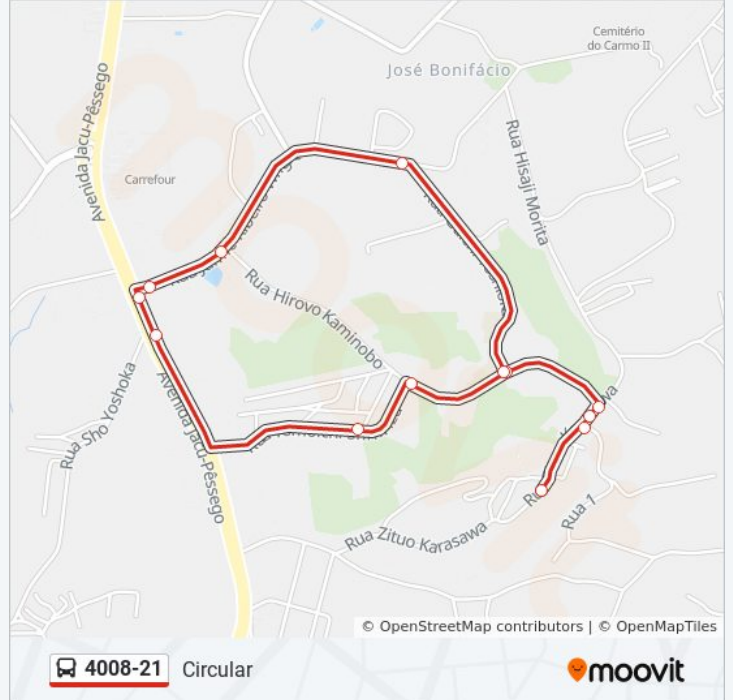 Cemitério
do Carmo II
José Bonifácio
Avenida Jacu-Pêssego
Carrefour
Rua Hisaji Morita
Rua Hirovo Kaminobo
Rua Sho Yoshoka
Avenida Jacu-Pêssego
Rua Zituo Karasawa
Rua 1
© OpenStreetMap contributors | © OpenMapTiles
4008-21 Circular
moovit